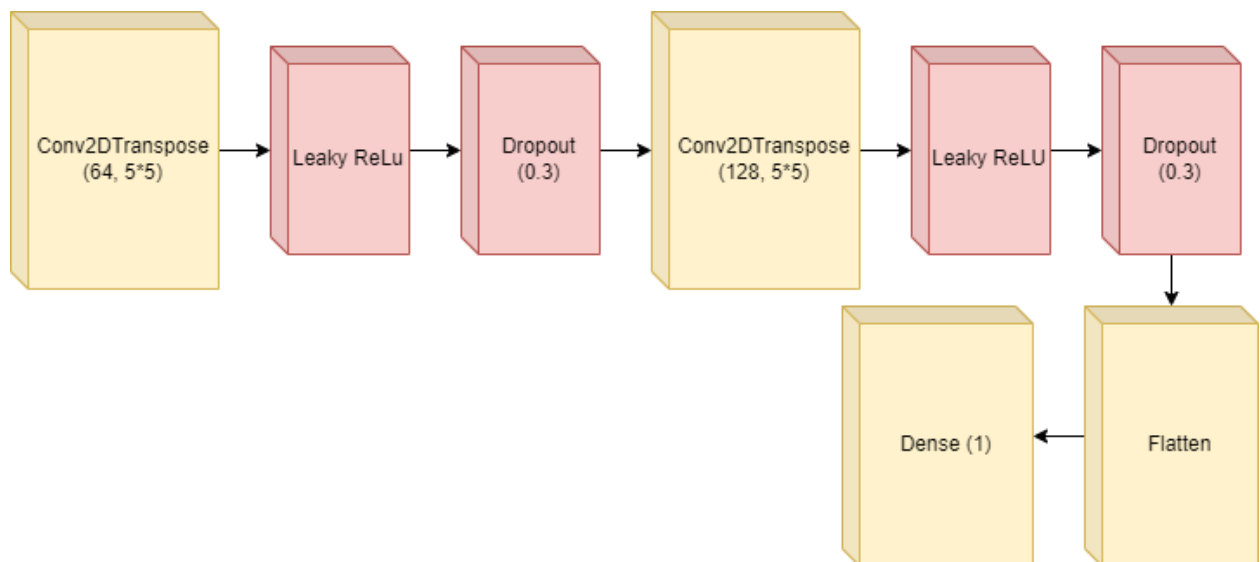 Conv2DTranspose
(64, 5*5)
Leaky ReLu
Dropout
(0.3)
Conv2DTranspose
(128, 5*5)
Leaky ReLU
Dropout
(0.3)
Flatten
Dense (1)